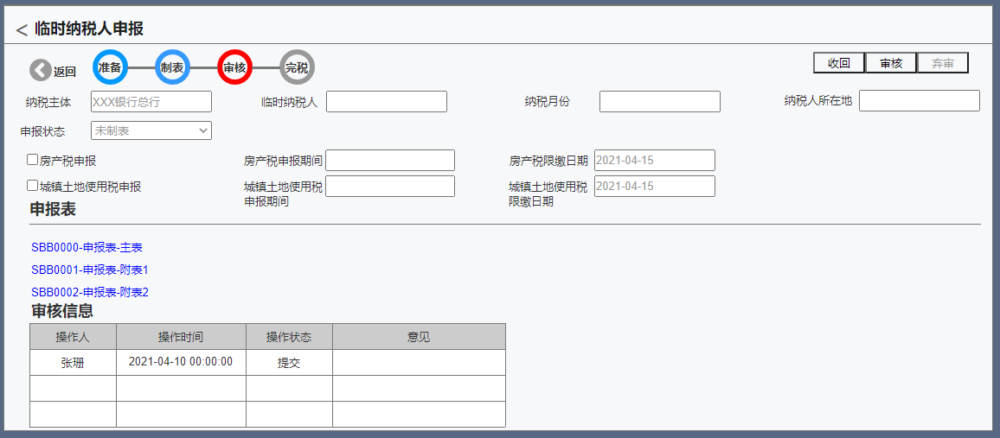 < 临时纳税人申报
返回 准备 制表 审核 完税 收回 审核 弃审
纳税主体 XXX银行总行 临时纳税人 纳税月份 纳税人所在地
申报状态 未制表
房产税申报 房产税申报期间 房产税限缴日期 2021-04-15
城镇土地使用税申报 城镇土地使用税 城镇土地使用税 2021-04-15
申报期间 限缴日期
申报表
SBB0000-申报表-主表
SBB0001-申报表-附表1
SBB0002-申报表-附表2
审核信息
操作人 操作时间 操作状态 意见
张珊 2021-04-10 00:00:00 提交